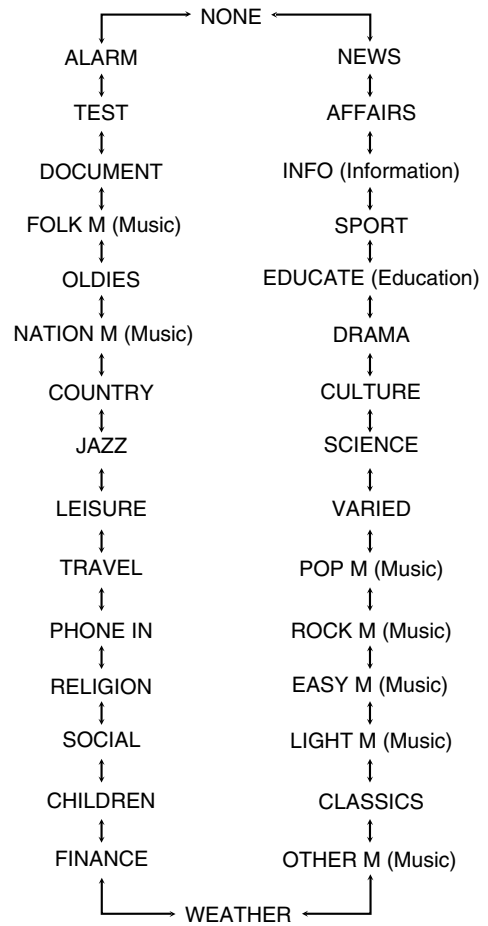 NONE
ALARM NEWS
TEST AFFAIRS
DOCUMENT INFO (Information)
FOLK M (Music) SPORT
OLDIES EDUCATE (Education)
NATION M (Music) DRAMA
COUNTRY CULTURE
JAZZ SCIENCE
LEISURE VARIED
TRAVEL POP M (Music)
PHONE IN ROCK M (Music)
RELIGION EASY M (Music)
SOCIAL LIGHT M (Music)
CHILDREN CLASSICS
FINANCE OTHER M (Music)
WEATHER